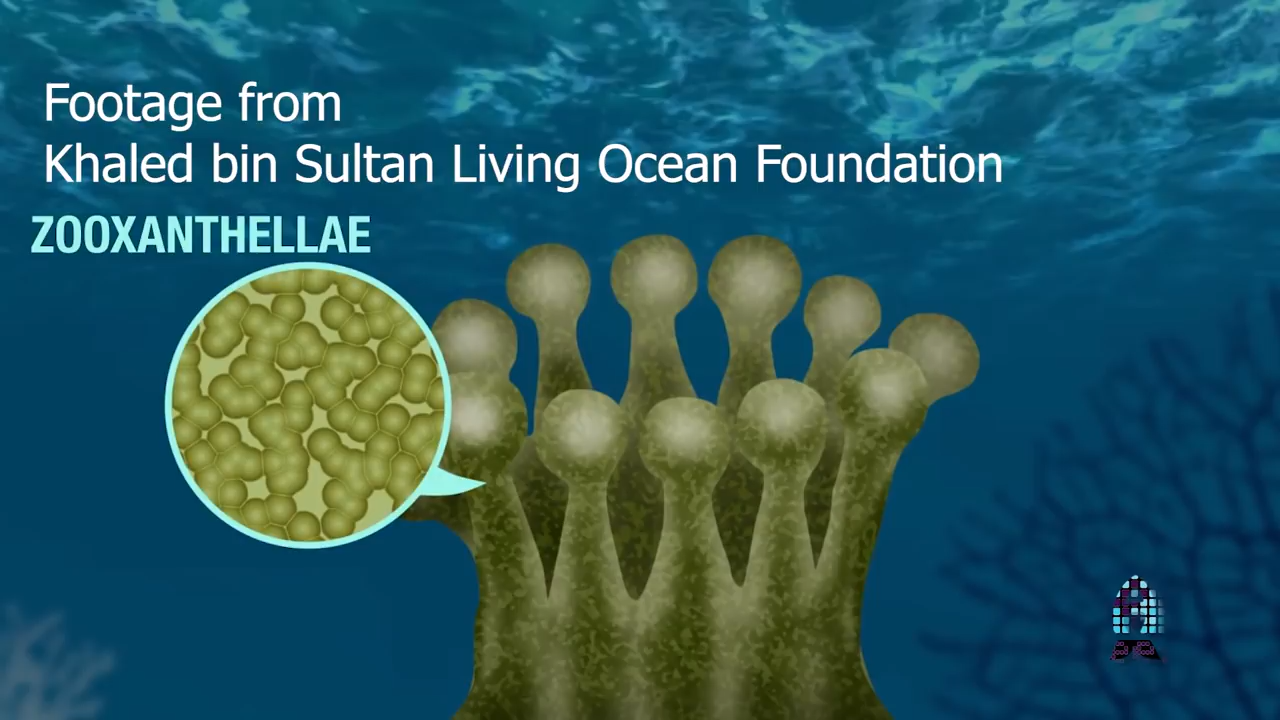 Footage from
Khaled bin Sultan Living Ocean Foundation
ZOOXANTHELLAE